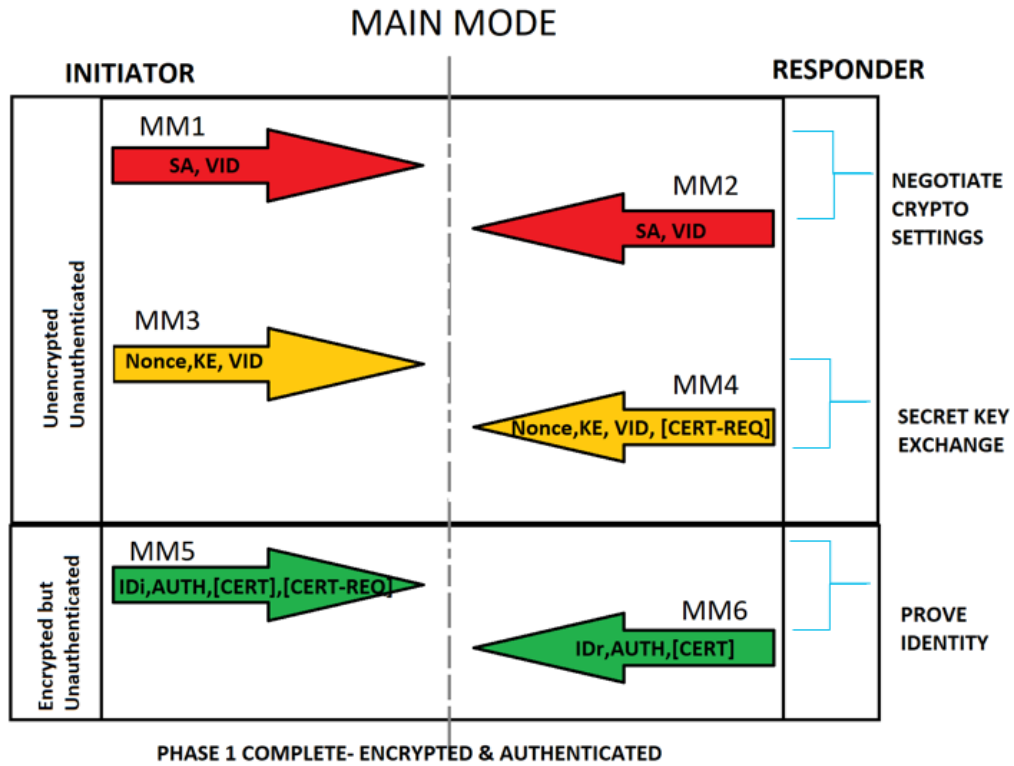 MAIN MODE
INITIATOR
RESPONDER
MM1
SA, VID
MM2
SA, VID
NEGOTIATE
CRYPTO
SETTINGS
Unencrypted
Unanuthenticated
MM3
Nonce,KE, VID
MM4
Nonce,KE, VID, [CERT-REQ]
SECRET KEY
EXCHANGE
Encrypted but
Unauthenticated
MM5
IDi,AUTH,[CERT],[CERT-REQ]
MM6
IDr,AUTH,[CERT]
PROVE
IDENTITY
PHASE 1 COMPLETE- ENCRYPTED & AUTHENTICATED